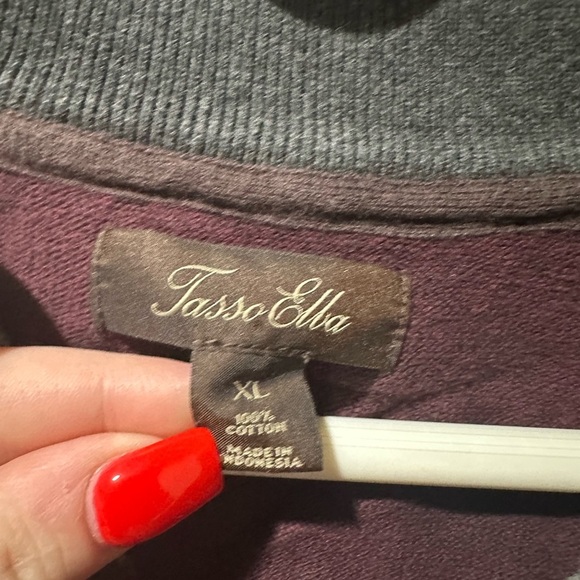 Tasso Elba
XL
100%
COTTON
MADE IN
INDONESIA